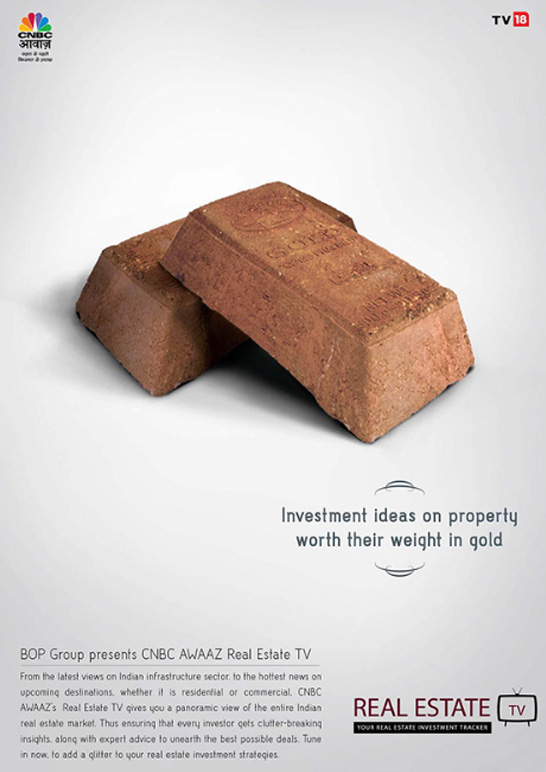 CNBC
आवाज़
TV18
Investment ideas on property
worth their weight in gold
BOP Group presents CNBC AWAAZ Real Estate TV
From the latest views on Indian infrastructure sector, to the hottest news on
upcoming destinations, whether it is residential or commercial, CNBC
AWAAZ's Real Estate TV gives you a panoramic view of the entire Indian
real estate market. Thus ensuring that every investor gets clutter-breaking
insights, along with expert advice to unearth the best possible deals. Tune
in now, to add a glitter to your real estate investment strategies.
REAL ESTATE TV
YOUR REAL ESTATE INVESTMENT TRACKER